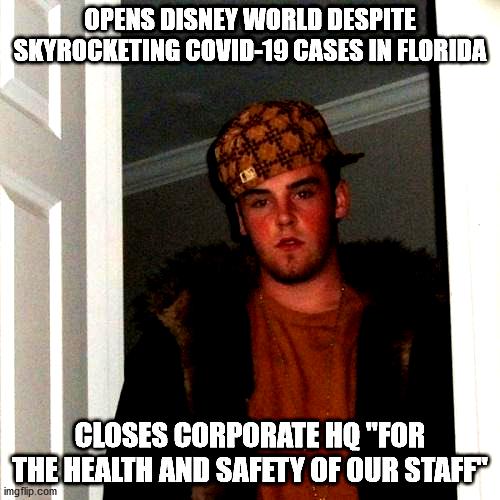 OPENS DISNEY WORLD DESPITE
SKYROCKETING COVID-19 CASES IN FLORIDA
CLOSES CORPORATE HQ "FOR
THE HEALTH AND SAFETY OF OUR STAFF"
imgflip.com